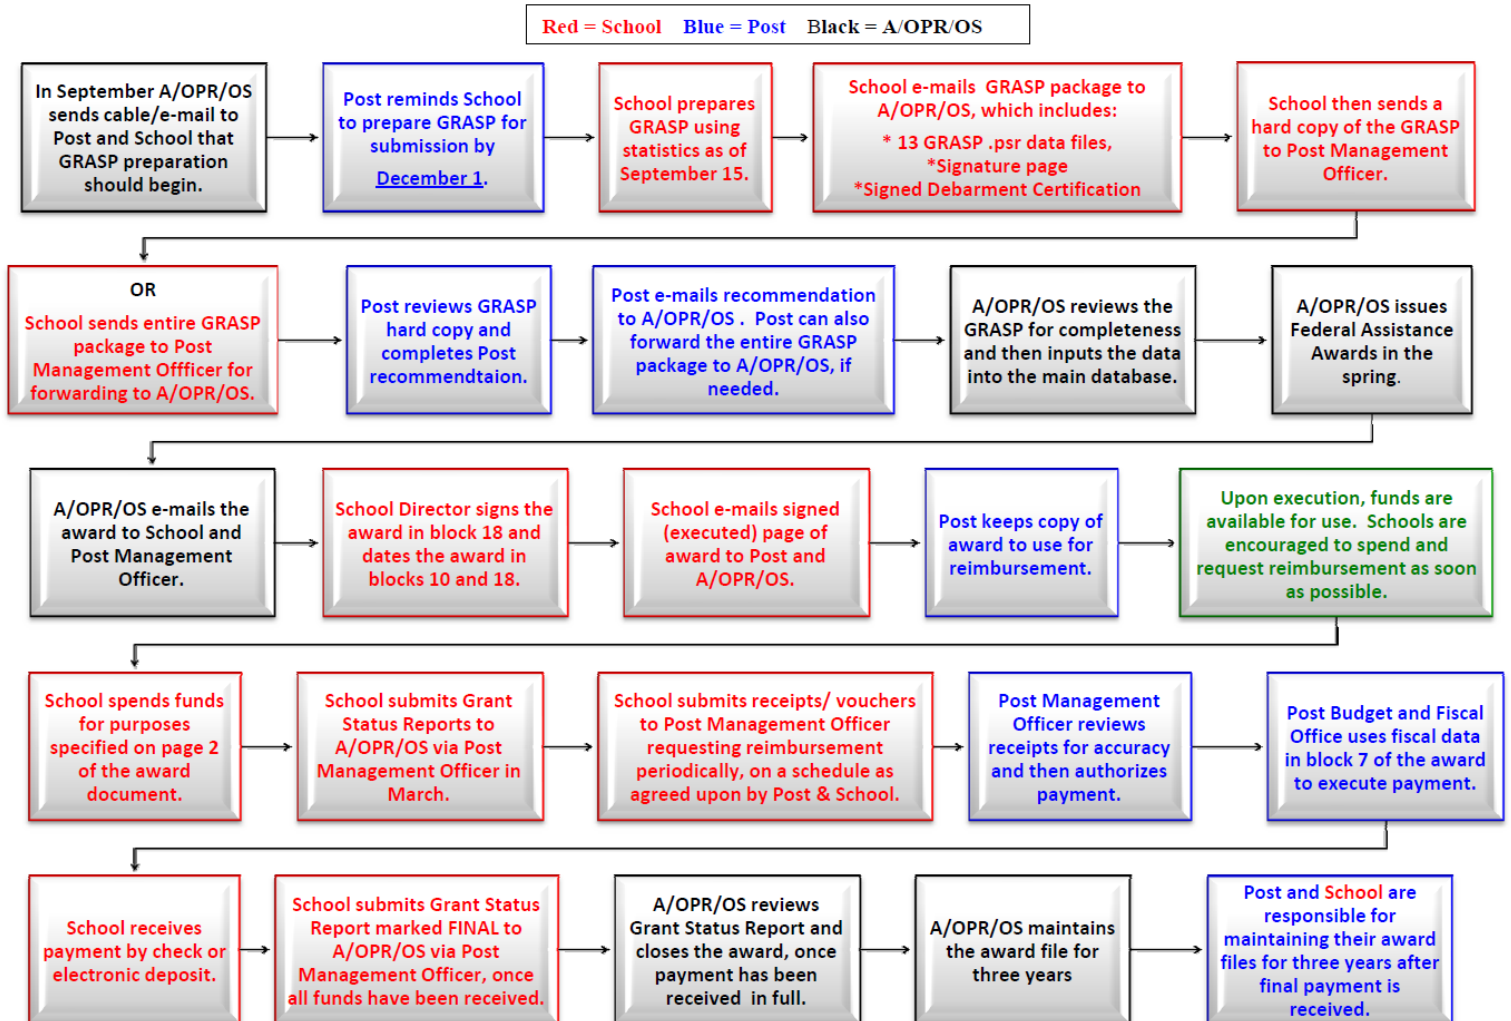 Red = School Blue = Post Black = A/OPR/OS
In September A/OPR/OS
sends cable/e-mail to
Post and School that
GRASP preparation
should begin.
Post reminds School
to prepare GRASP for
submission by
December 1.
School prepares
GRASP using
statistics as of
September 15.
School e-mails GRASP package to
A/OPR/OS, which includes:
* 13 GRASP .psr data files,
*Signature page
*Signed Debarment Certification
School then sends a
hard copy of the GRASP
to Post Management
Officer.
OR
School sends entire GRASP
package to Post
Management Offficer for
forwarding to A/OPR/OS.
Post reviews GRASP
hard copy and
completes Post
recommendtaion.
Post e-mails recommendation
to A/OPR/OS . Post can also
forward the entire GRASP
package to A/OPR/OS, if
needed.
A/OPR/OS reviews the
GRASP for completeness
and then inputs the data
into the main database.
A/OPR/OS issues
Federal Assistance
Awards in the
spring.
A/OPR/OS e-mails the
award to School and
Post Management
Officer.
School Director signs the
award in block 18 and
dates the award in
blocks 10 and 18.
School e-mails signed
(executed) page of
award to Post and
A/OPR/OS.
Post keeps copy of
award to use for
reimbursement.
Upon execution, funds are
available for use. Schools are
encouraged to spend and
request reimbursement as soon
as possible.
School spends funds
for purposes
specified on page 2
of the award
document.
School submits Grant
Status Reports to
A/OPR/OS via Post
Management Officer in
March.
School submits receipts/ vouchers
to Post Management Officer
requesting reimbursement
periodically, on a schedule as
agreed upon by Post & School.
Post Management
Officer reviews
receipts for accuracy
and then authorizes
payment.
Post Budget and Fiscal
Office uses fiscal data
in block 7 of the award
to execute payment.
School receives
payment by check or
electronic deposit.
School submits Grant Status
Report marked FINAL to
A/OPR/OS via Post
Management Officer, once
all funds have been received.
A/OPR/OS reviews
Grant Status Report and
closes the award, once
payment has been
received in full.
A/OPR/OS maintains
the award file for
three years
Post and School are
responsible for
maintaining their award
files for three years after
final payment is
received.